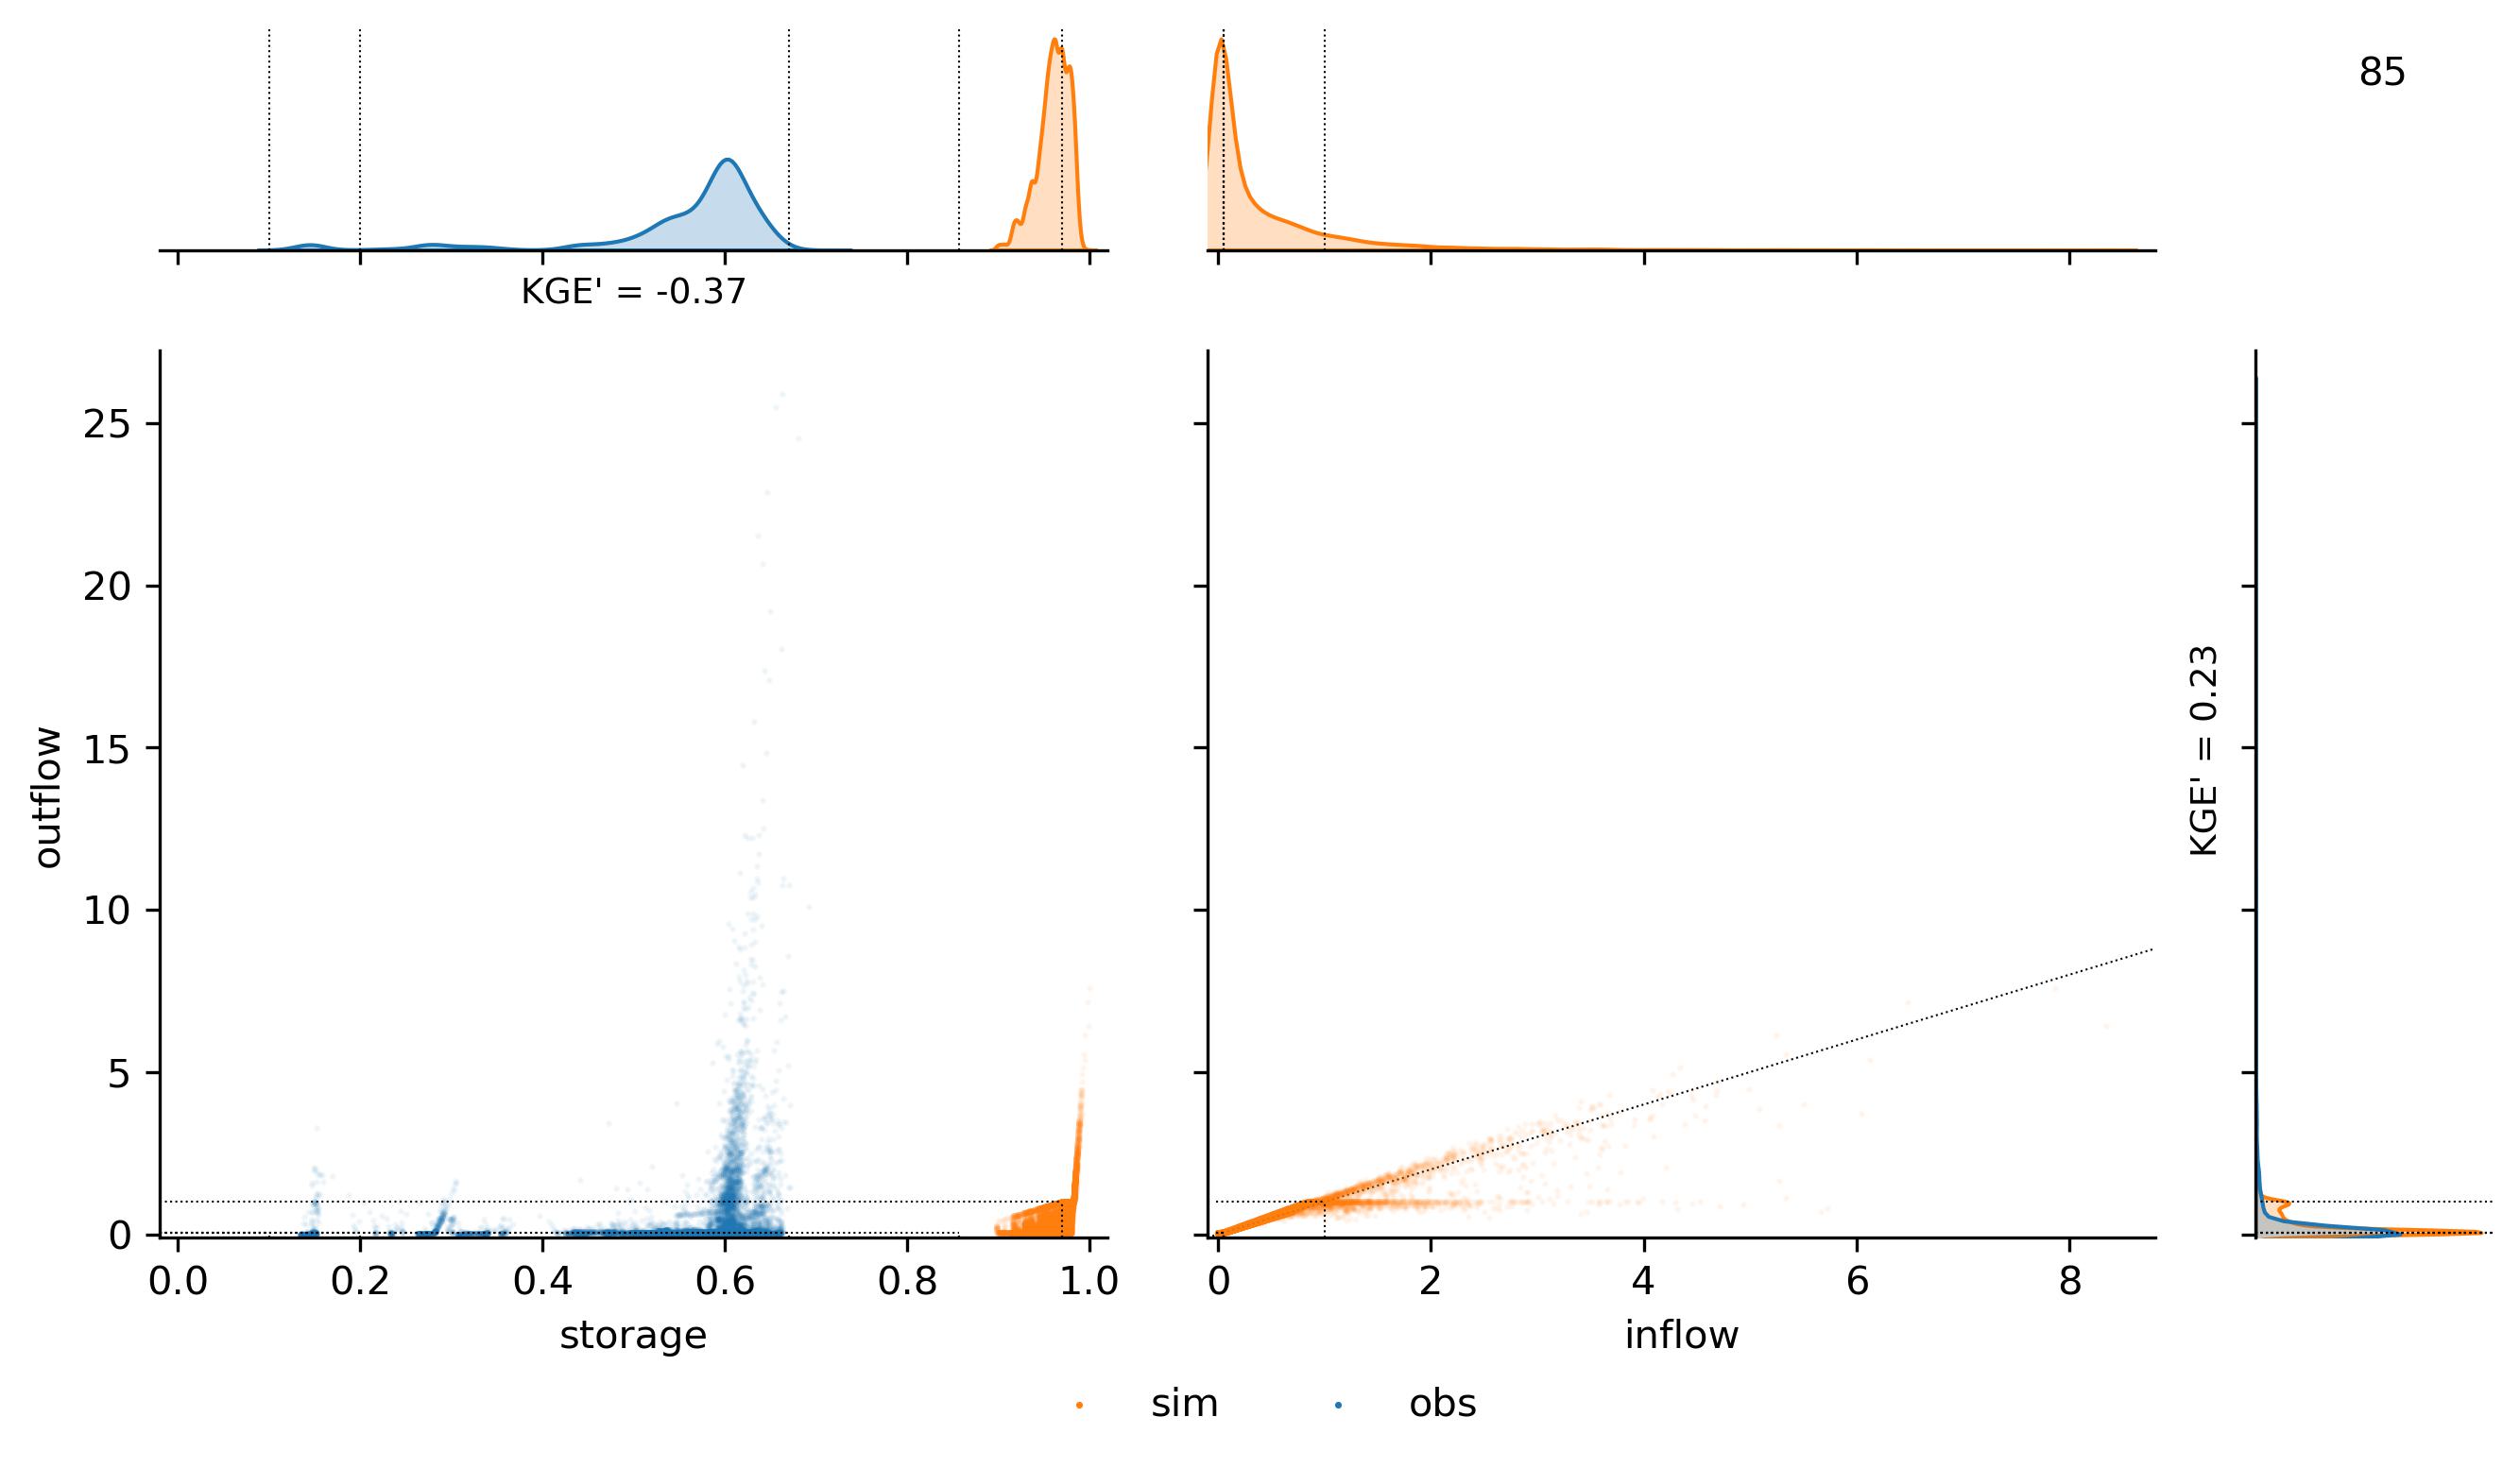 85
KGE' = -0.37
25
20
15
10
5
0
outflow
KGE' = 0.23
0.0 0.2 0.4 0.6 0.8 1.0
0 2 4 6 8
storage
inflow
sim obs